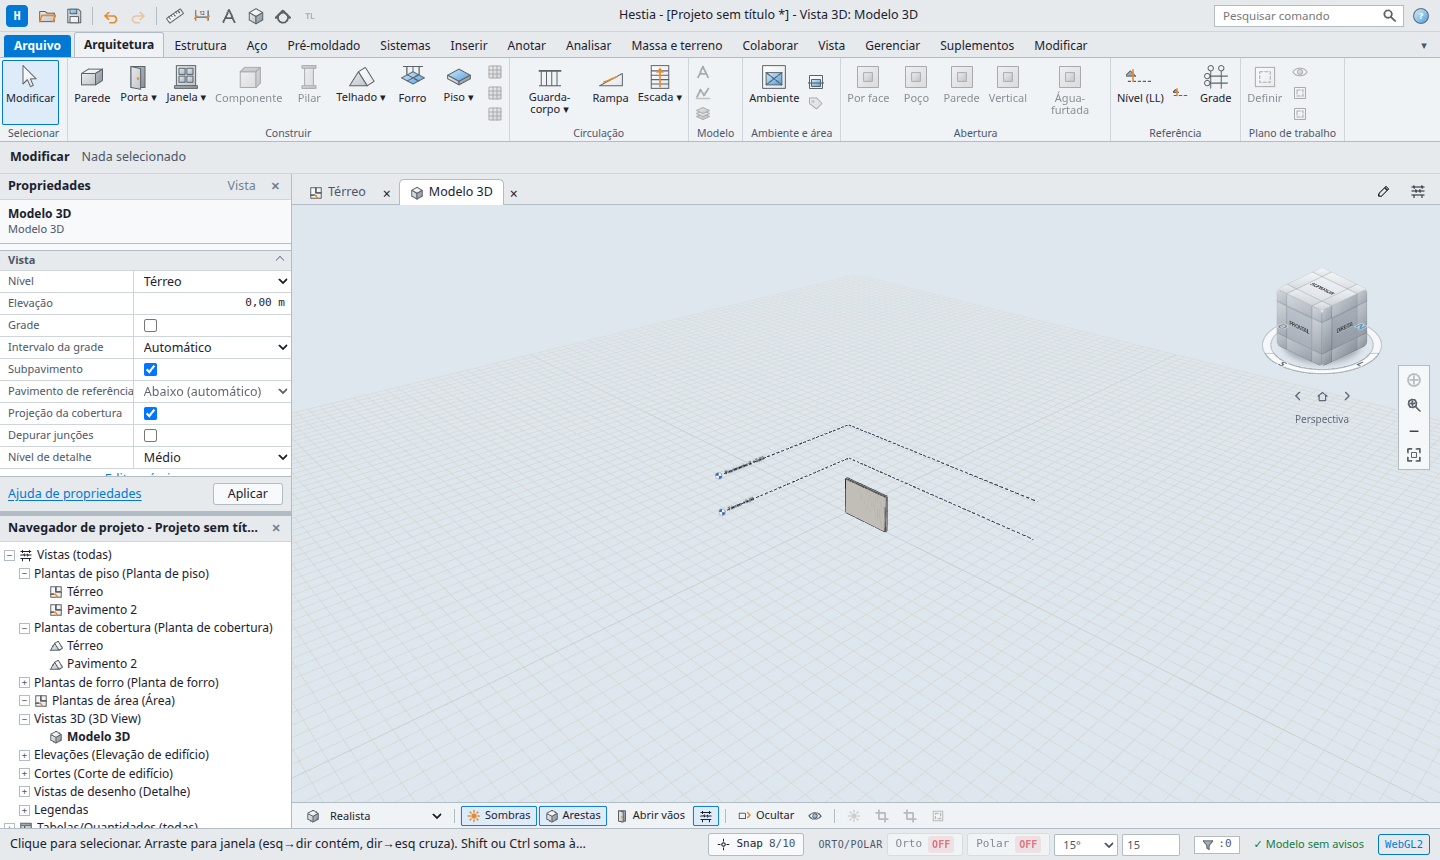 H
TL
Hestia - [Projeto sem título *] - Vista 3D: Modelo 3D
Pesquisar comando
?
Arquivo
Arquitetura
Estrutura
Aço
Pré-moldado
Sistemas
Inserir
Anotar
Analisar
Massa e terreno
Colaborar
Vista
Gerenciar
Suplementos
Modificar
Modificar
Parede
Porta ▾
Janela ▾
Componente
Pilar
Telhado ▾
Forro
Piso ▾
Guarda-
corpo ▾
Rampa
Escada ▾
Ambiente
Por face
Poço
Parede
Vertical
Água-
furtada
Nível (LL)
Grade
Definir
Selecionar
Construir
Circulação
Modelo
Ambiente e área
Abertura
Referência
Plano de trabalho
Modificar Nada selecionado
Propriedades Vista ×
Modelo 3D
Modelo 3D
Vista
Nível Térreo
Elevação 0,00 m
Grade
Intervalo da grade Automático
Subpavimento
Pavimento de referência Abaixo (automático)
Projeção da cobertura
Depurar junções
Nível de detalhe Médio
Ajuda de propriedades Aplicar
Navegador de projeto - Projeto sem tít... ×
Vistas (todas)
Plantas de piso (Planta de piso)
Térreo
Pavimento 2
Plantas de cobertura (Planta de cobertura)
Térreo
Pavimento 2
Plantas de forro (Planta de forro)
Plantas de área (Área)
Vistas 3D (3D View)
Modelo 3D
Elevações (Elevação de edifício)
Cortes (Corte de edifício)
Vistas de desenho (Detalhe)
Legendas
Tabelas/Quantidades (todas)
Térreo ×
Modelo 3D ×
SUPERIOR
FRONTAL
DIREITA
Perspectiva
Realista
Sombras
Arestas
Abrir vãos
Ocultar
Clique para selecionar. Arraste para janela (esq→dir contém, dir→esq cruza). Shift ou Ctrl soma à...
Snap 8/10
ORTO/POLAR
Orto OFF
Polar OFF
15°
15
:0
✓ Modelo sem avisos
WebGL2